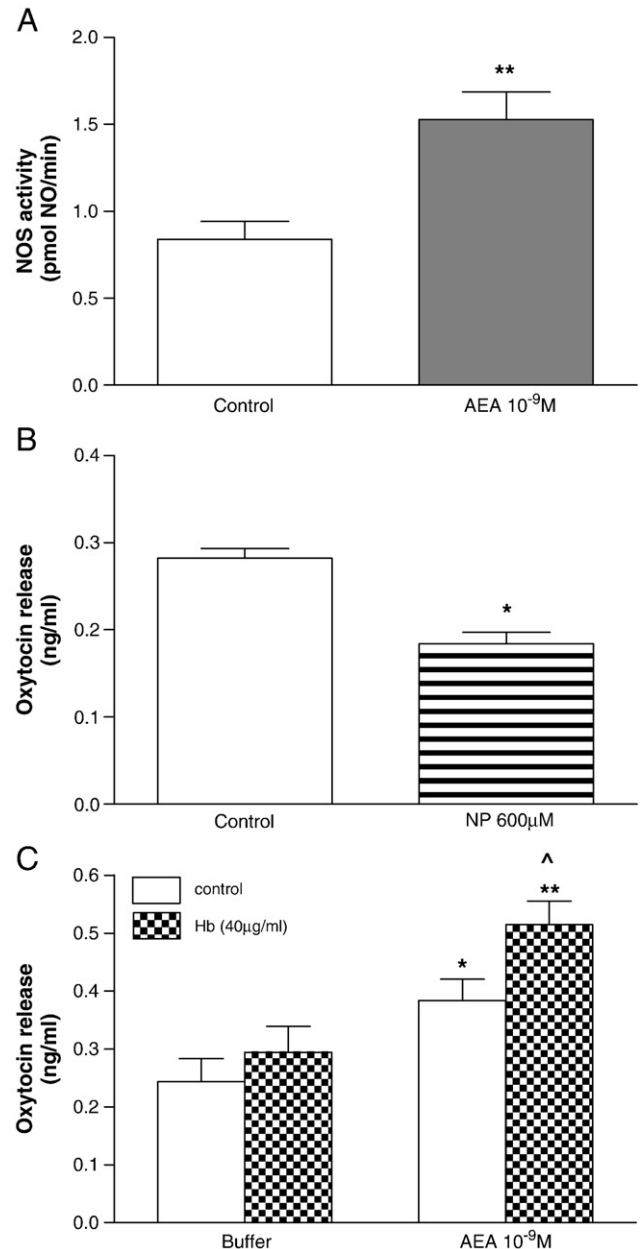 A
2.0
**
1.5
1.0
0.5
0.0
NOS activity
(pmol NO/min)
Control
AEA 10⁻⁹M
B
0.4
0.3
*
0.2
0.1
0.0
Oxytocin release
(ng/ml)
Control
NP 600μM
C
0.6
^
control
**
Hb (40μg/ml)
0.5
*
0.4
0.3
0.2
0.1
0.0
Oxytocin release
(ng/ml)
Buffer
AEA 10⁻⁹M